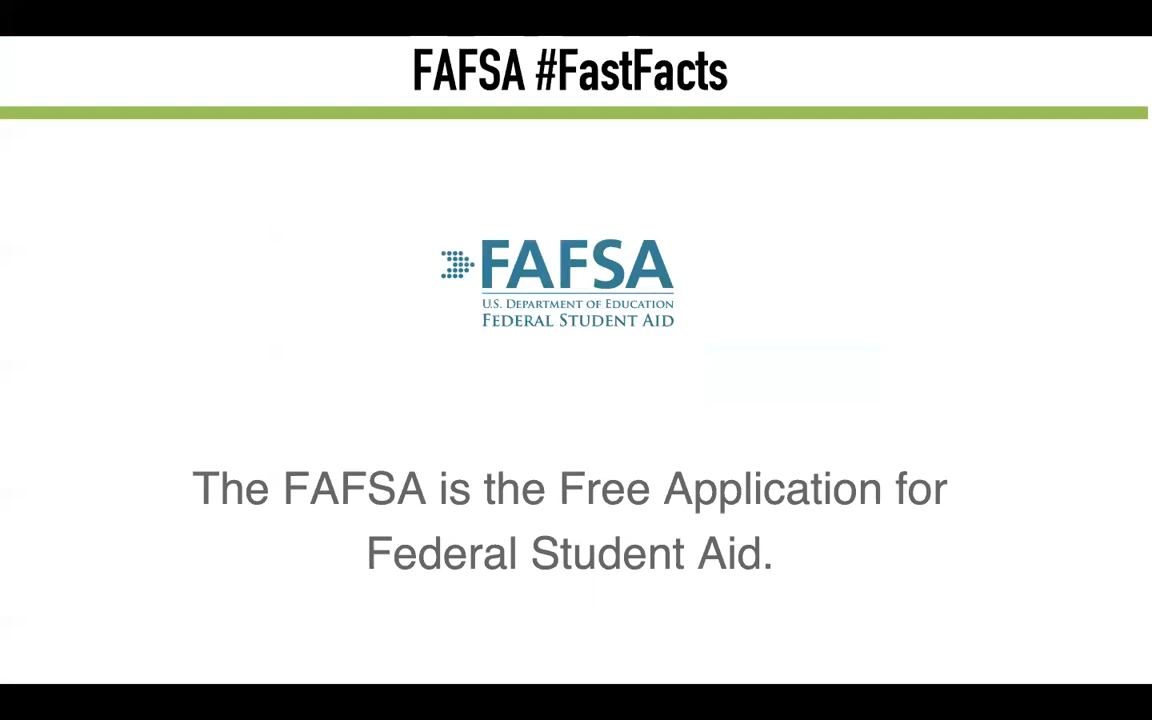 FAFSA #FastFacts
FAFSA
U.S. DEPARTMENT OF EDUCATION
FEDERAL STUDENT AID
The FAFSA is the Free Application for
Federal Student Aid.